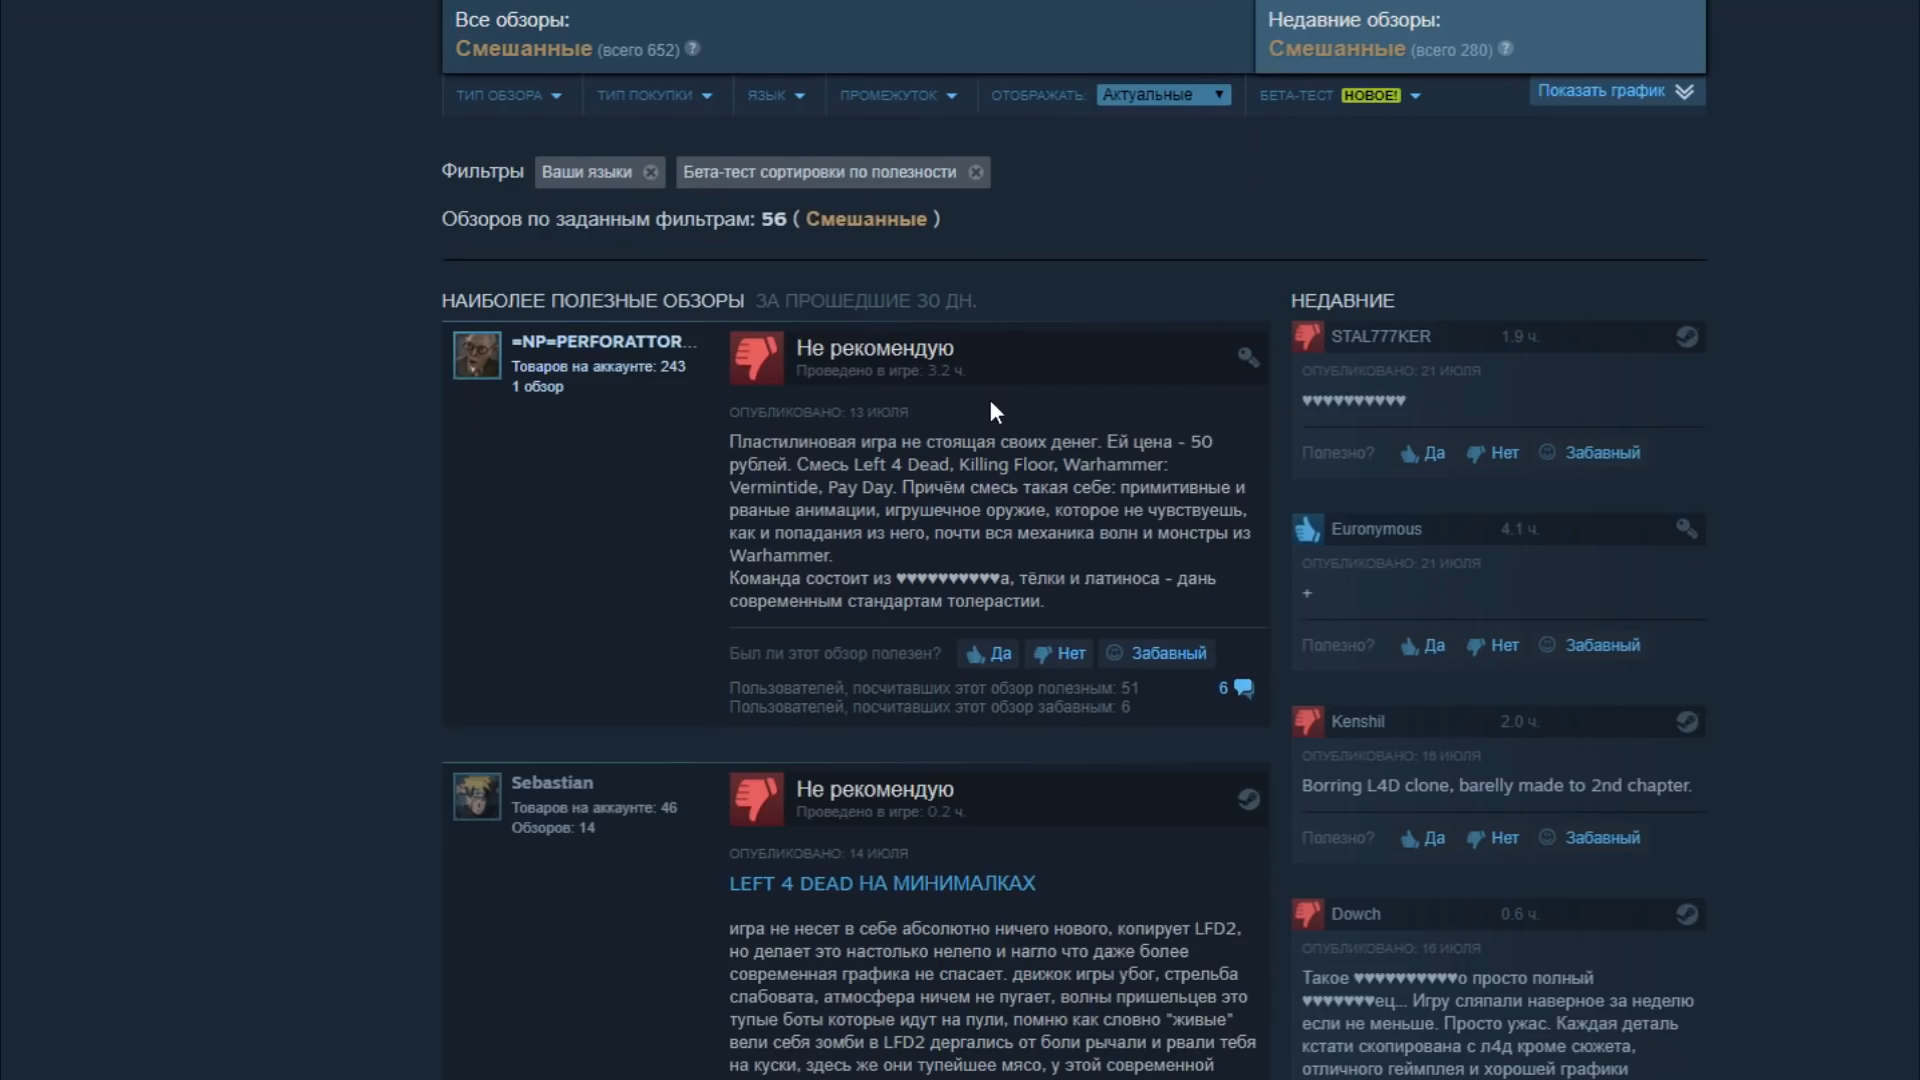 Все обзоры:
Смешанные (всего 652) ?
Недавние обзоры:
Смешанные (всего 280) ?
ТИП ОБЗОРА
ТИП ПОКУПКИ
ЯЗЫК
ПРОМЕЖУТОК
ОТОБРАЖАТЬ: Актуальные
БЕТА-ТЕСТ НОВОЕ!
Показать график
Фильтры Ваши языки Бета-тест сортировки по полезности
Обзоров по заданным фильтрам: 56 ( Смешанные )
НАИБОЛЕЕ ПОЛЕЗНЫЕ ОБЗОРЫ ЗА ПРОШЕДШИЕ 30 ДН.
=NP=PERFORATTOR...
Товаров на аккаунте: 243
1 обзор
Не рекомендую
Проведено в игре: 3.2 ч.
ОПУБЛИКОВАНО: 13 ИЮЛЯ
Пластилиновая игра не стоящая своих денег. Ей цена - 50
рублей. Смесь Left 4 Dead, Killing Floor, Warhammer:
Vermintide, Pay Day. Причём смесь такая себе: примитивные и
рваные анимации, игрушечное оружие, которое не чувствуешь,
как и попадания из него, почти вся механика волн и монстры из
Warhammer.
Команда состоит из ♥♥♥♥♥♥♥♥♥♥а, тёлки и латиноса - дань
современным стандартам толерастии.
Был ли этот обзор полезен? Да Нет Забавный
Пользователей, посчитавших этот обзор полезным: 51
Пользователей, посчитавших этот обзор забавным: 6
6
Sebastian
Товаров на аккаунте: 46
Обзоров: 14
Не рекомендую
Проведено в игре: 0.2 ч.
ОПУБЛИКОВАНО: 14 ИЮЛЯ
LEFT 4 DEAD НА МИНИМАЛКАХ
игра не несет в себе абсолютно ничего нового, копирует LFD2,
но делает это настолько нелепо и нагло что даже более
современная графика не спасает. движок игры убог, стрельба
слабовата, атмосфера ничем не пугает, волны пришельцев это
тупые боты которые идут на пули, помню как словно "живые"
вели себя зомби в LFD2 дергались от боли рычали и рвали тебя
на куски, здесь же они тупейшее мясо, у этой современной
НЕДАВНИЕ
STAL777KER 1.9 ч.
ОПУБЛИКОВАНО: 21 ИЮЛЯ
♥♥♥♥♥♥♥♥♥♥
Полезно? Да Нет Забавный
Euronymous 4.1 ч.
ОПУБЛИКОВАНО: 21 ИЮЛЯ
+
Полезно? Да Нет Забавный
Kenshil 2.0 ч.
ОПУБЛИКОВАНО: 16 ИЮЛЯ
Borring L4D clone, barelly made to 2nd chapter.
Полезно? Да Нет Забавный
Dowch 0.6 ч.
ОПУБЛИКОВАНО: 16 ИЮЛЯ
Такое ♥♥♥♥♥♥♥♥♥♥о просто полный
♥♥♥♥♥♥♥ец... Игру сляпали наверное за неделю
если не меньше. Просто ужас. Каждая деталь
кстати скопирована с л4д кроме сюжета,
отличного геймплея и хорошей графики